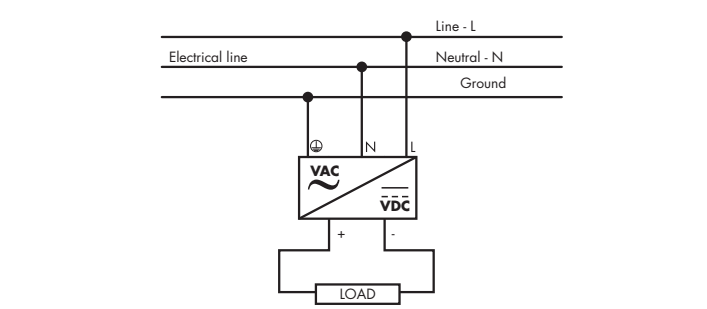 Line - L
Electrical line
Neutral - N
Ground
N
L
VAC
VDC
+
-
LOAD